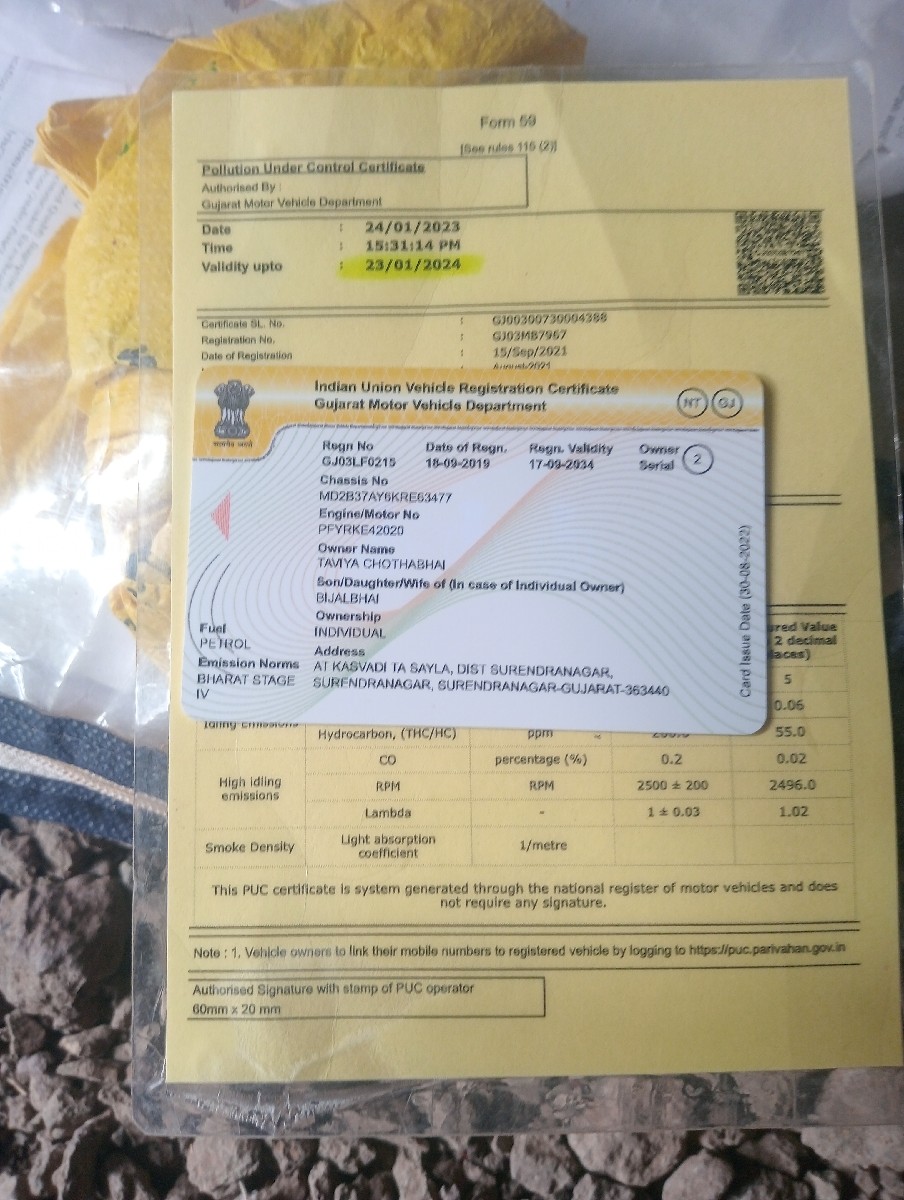 Form 59
[See rules 115 (2)]
Pollution Under Control Certificate
Authorised By :
Gujarat Motor Vehicle Department
Date : 24/01/2023
Time : 15:31:14 PM
Validity upto : 23/01/2024
Certificate SL. No. : GJ00300730004388
Registration No. : GJ03MB7967
Date of Registration : 15/Sep/2021
August-2021
Indian Union Vehicle Registration Certificate
Gujarat Motor Vehicle Department
NT GJ
सत्यमेव जयते
Regn No Date of Regn. Regn. Validity Owner Serial 2
GJ03LF0215 18-09-2019 17-09-2034
Chassis No
MD2B37AY6KRE63477
Engine/Motor No
PFYRKE42020
Owner Name
TAVIYA CHOTHABHAI
Son/Daughter/Wife of (In case of Individual Owner)
BIJALBHAI
Ownership
INDIVIDUAL
Address
AT KASVADI TA SAYLA, DIST SURENDRANAGAR,
SURENDRANAGAR, SURENDRANAGAR-GUJARAT-363440
Fuel
PETROL
Emission Norms
BHARAT STAGE
IV
Card Issue Date (30-08-2022)
ured Value
2 decimal
laces)
5
0.06
Idling emissions
Hydrocarbon, (THC/HC) ppm 55.0
High idling emissions
CO percentage (%) 0.2 0.02
RPM RPM 2500 ± 200 2496.0
Lambda - 1 ± 0.03 1.02
Smoke Density Light absorption coefficient 1/metre
This PUC certificate is system generated through the national register of motor vehicles and does
not require any signature.
Note : 1. Vehicle owners to link their mobile numbers to registered vehicle by logging to https://puc.parivahan.gov.in
Authorised Signature with stamp of PUC operator
60mm x 20 mm